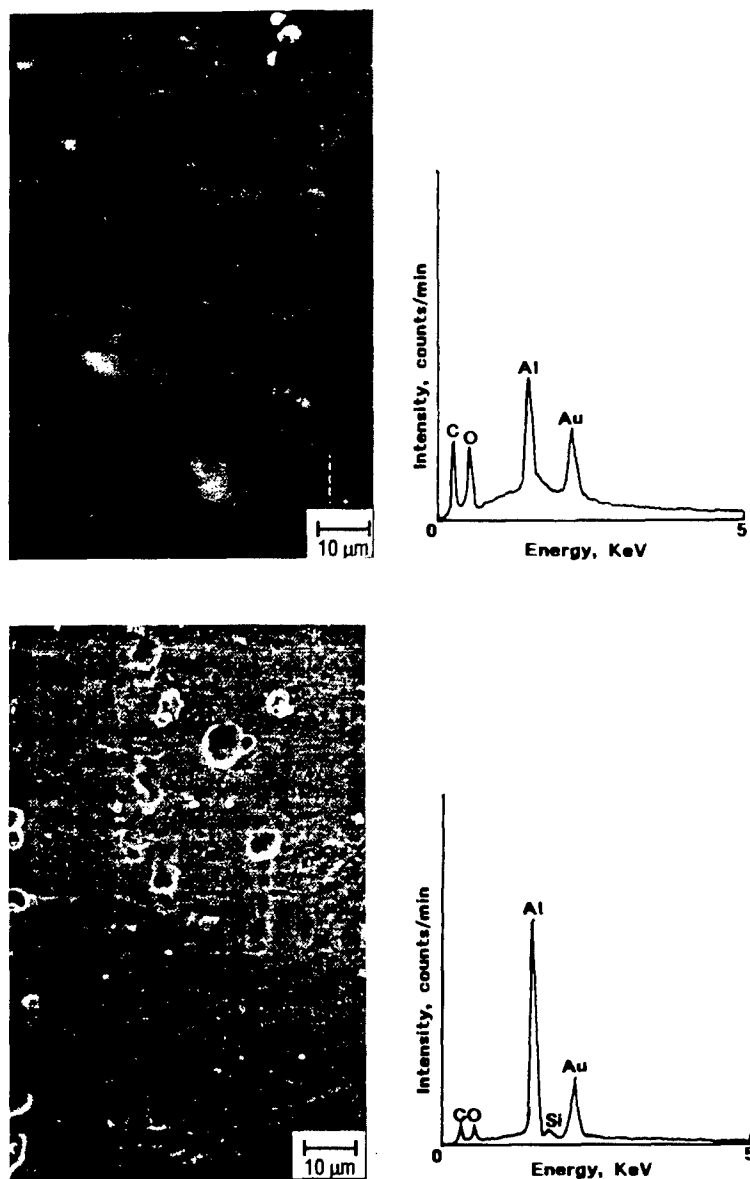 10 μm
Intensity, counts/min
C
O
Al
Au
0
5
Energy, KeV
10 μm
Intensity, counts/min
C
O
Al
Si
Au
0
5
Energy, KeV